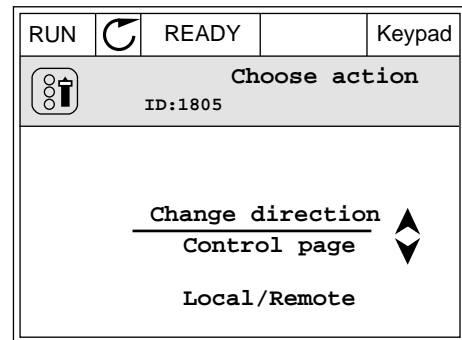 RUN READY Keypad
Choose action
ID:1805
Change direction
Control page
Local/Remote